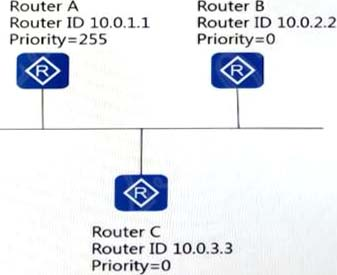 Router A
Router ID 10.0.1.1
Priority=255
Router B
Router ID 10.0.2.2
Priority=0
R
R
R
Router C
Router ID 10.0.3.3
Priority=0